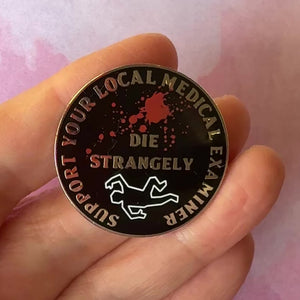 SUPPORT YOUR LOCAL MEDICAL EXAMINER
DIE
STRANGELY